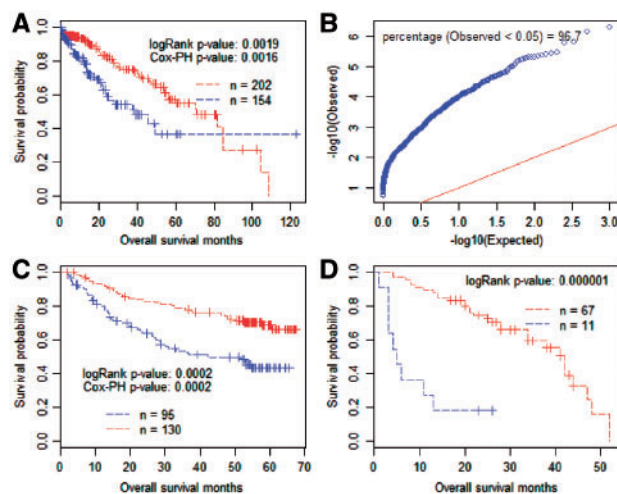 A
logRank p-value: 0.0019
Cox-PH p-value: 0.0016
n = 202
n = 154
Survival probability
0.0 0.2 0.4 0.6 0.8 1.0
0 20 40 60 80 100 120
Overall survival months
B
percentage (Observed < 0.05) = 96.7
-log10(Observed)
1 2 3 4 5 6
0.0 0.5 1.0 1.5 2.0 2.5 3.0
-log10(Expected)
C
logRank p-value: 0.0002
Cox-PH p-value: 0.0002
n = 95
n = 130
Survival probability
0.0 0.2 0.4 0.6 0.8 1.0
0 10 20 30 40 50 60 70
Overall survival months
D
logRank p-value: 0.000001
n = 67
n = 11
Survival probability
0.0 0.2 0.4 0.6 0.8 1.0
0 10 20 30 40 50
Overall survival months